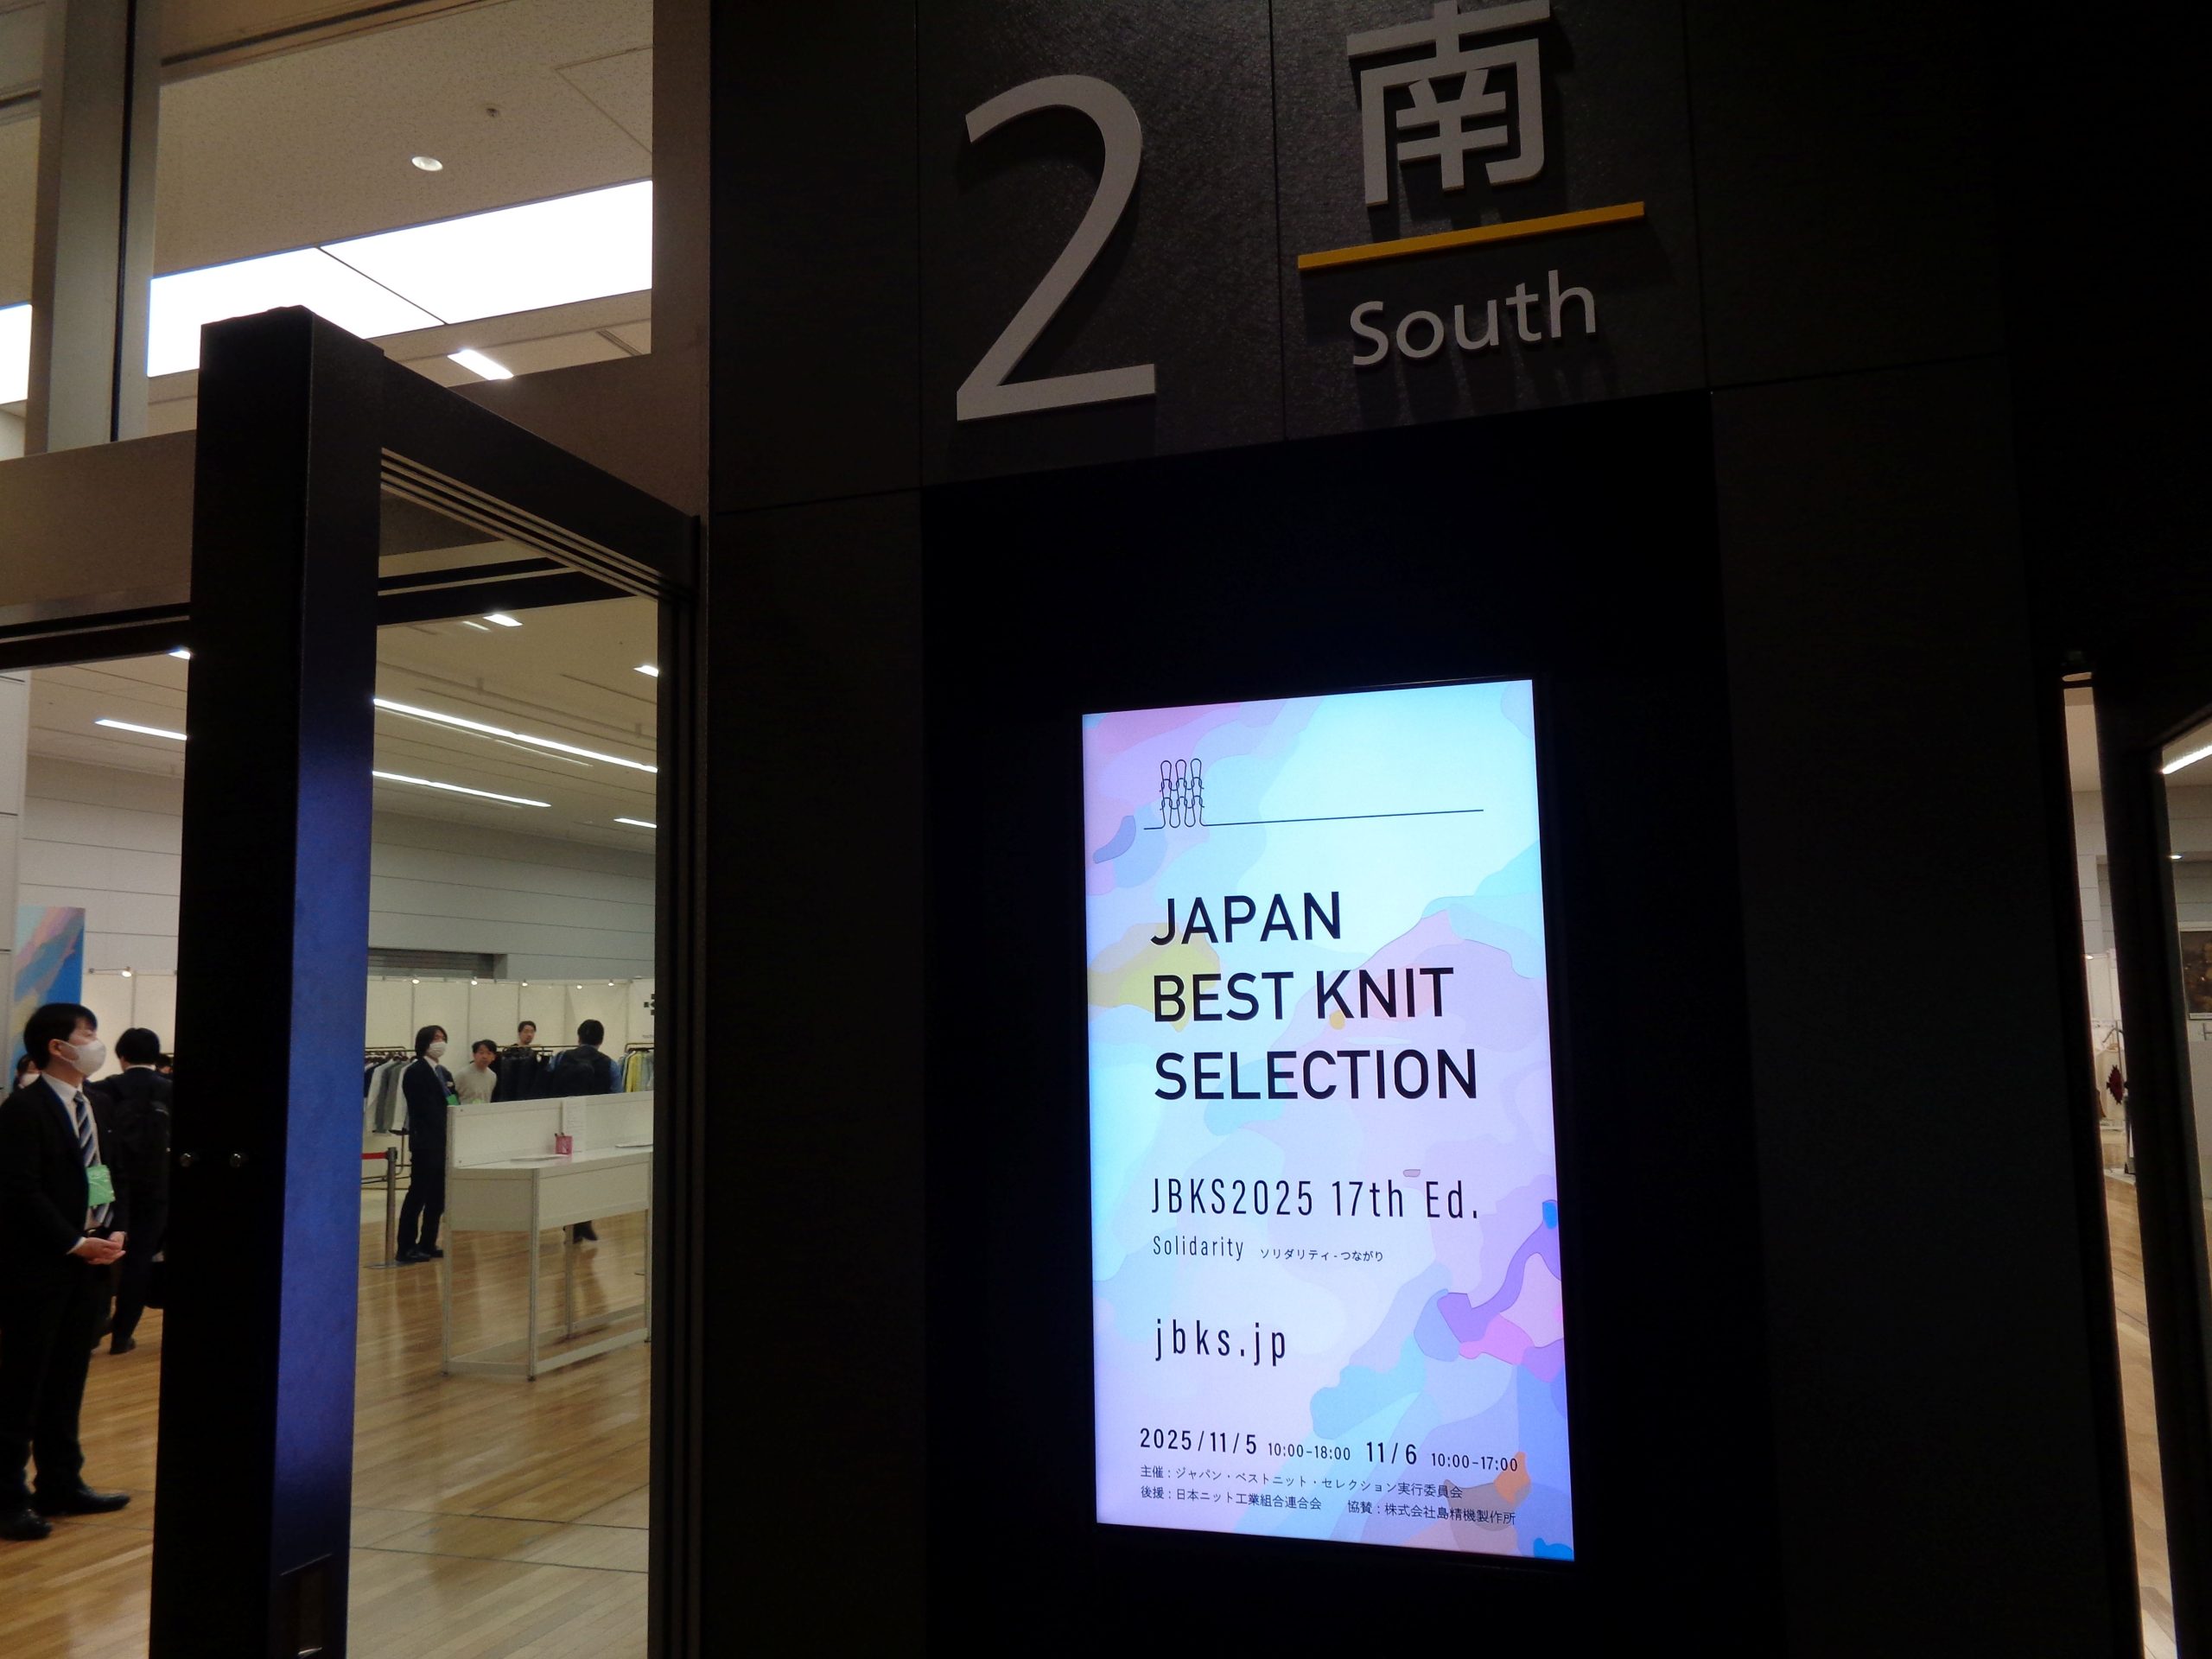 2
南
South
JAPAN
BEST KNIT
SELECTION
JBKS2025 17th Ed.
Solidarity ソリダリティ-つながり
jbks.jp
2025/11/5 10:00-18:00 11/6 10:00-17:00
主催：ジャパン・ベストニット・セレクション実行委員会
後援：日本ニット工業組合連合会 協賛：株式会社島精機製作所